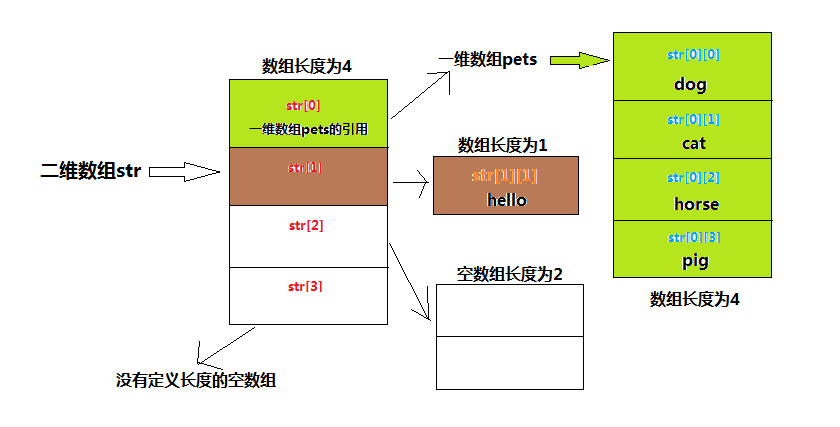 数组长度为4
str[0]
一维数组pets的引用
二维数组str
str[1]
str[2]
str[3]
没有定义长度的空数组
一维数组pets
数组长度为1
str[1][1]
hello
空数组长度为2
str[0][0]
dog
str[0][1]
cat
str[0][2]
horse
str[0][3]
pig
数组长度为4